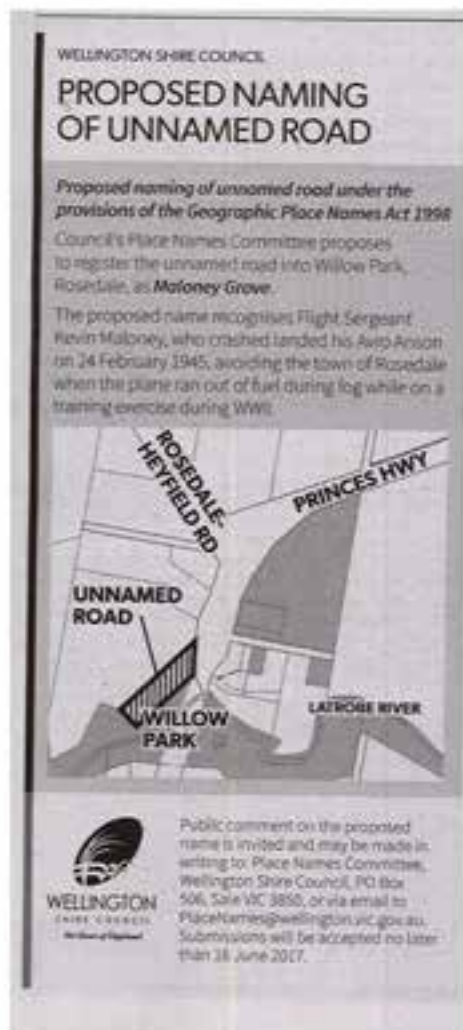 WELLINGTON SHIRE COUNCIL
PROPOSED NAMING
OF UNNAMED ROAD
Proposed naming of unnamed road under the
provisions of the Geographic Place Names Act 1998
Council's Place Names Committee proposes
to register the unnamed road into Willow Park,
Rosedale, as Maloney Grove.
The proposed name recognises Flight Sergeant
Kevin Maloney, who crashed landed his Avro Anson
on 24 February 1945, avoiding the town of Rosedale
when the plane ran out of fuel during fog while on a
training exercise during WWII.
ROSEDALE-
HEYFIELD RD
PRINCES HWY
UNNAMED
ROAD
WILLOW
PARK
LATROBE RIVER
Public comment on the proposed
name is invited and may be made in
writing to: Place Names Committee,
Wellington Shire Council, PO Box
506, Sale VIC 3850, or via email to
PlaceNames@wellington.vic.gov.au.
Submissions will be accepted no later
than 16 June 2017.
WELLINGTON
SHIRE COUNCIL
The Heart of Gippsland